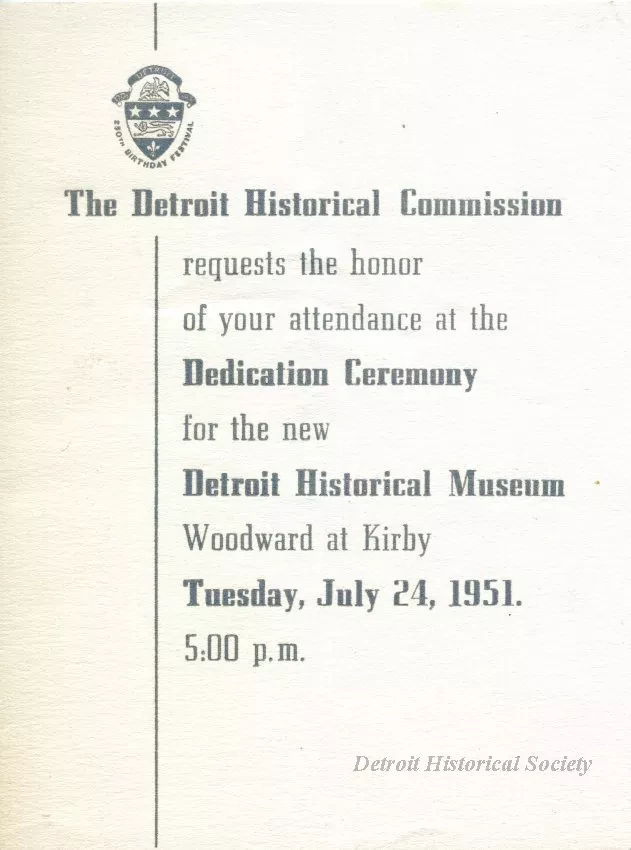 DETROIT
250TH BIRTHDAY FESTIVAL
The Detroit Historical Commission
requests the honor
of your attendance at the
Dedication Ceremony
for the new
Detroit Historical Museum
Woodward at Kirby
Tuesday, July 24, 1951.
5:00 p.m.
Detroit Historical Society